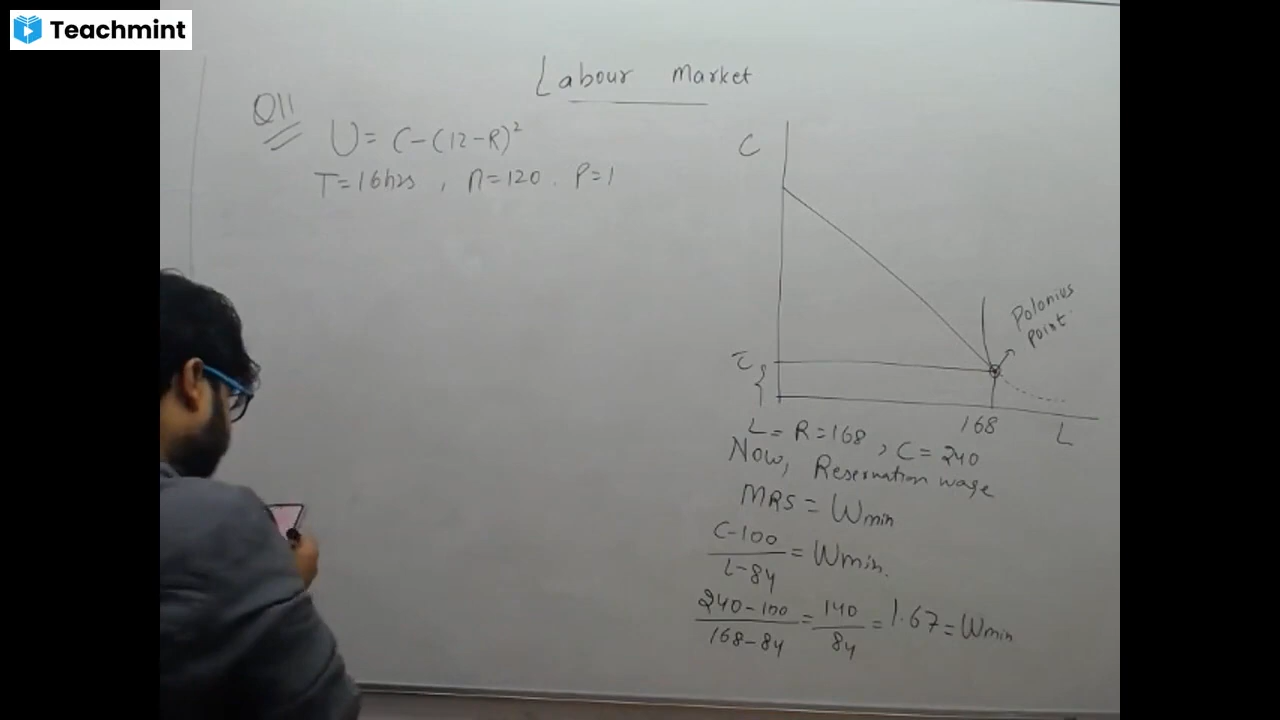 Teachmint
Labour market
Q11
U = C-(12-R)²
T=16hrs, π=120. P=1
C
Polonius
point.
168
L
L = R=168, C=240
Now, Reservation wage
MRS = Wmin
C-100/L-84 = Wmin.
240-100/168-84 = 140/84 = 1.67 = Wmin